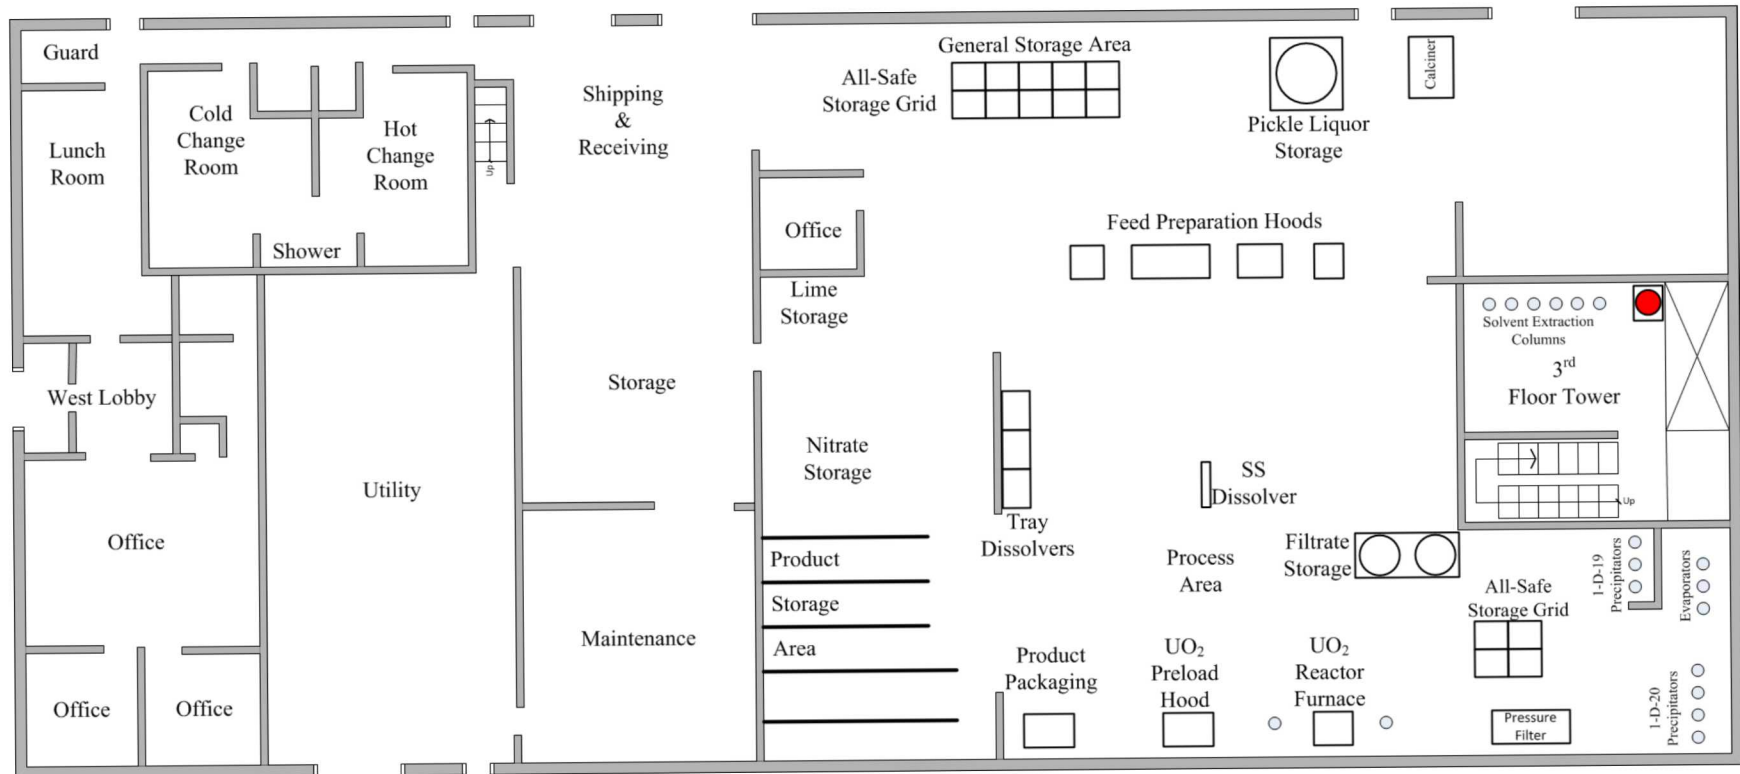 Guard
Lunch
Room
Cold
Change
Room
Hot
Change
Room
Shower
Up
Shipping
&
Receiving
General Storage Area
All-Safe
Storage Grid
Pickle Liquor
Storage
Calciner
Office
Lime
Storage
Feed Preparation Hoods
Solvent Extraction
Columns
3rd
Floor Tower
Up
West Lobby
Storage
Nitrate
Storage
Utility
Office
Office
Office
Maintenance
Product
Storage
Area
Tray
Dissolvers
SS
Dissolver
Process
Area
Filtrate
Storage
1-D-19
Precipitators
Evaporators
All-Safe
Storage Grid
Product
Packaging
UO₂
Preload
Hood
UO₂
Reactor
Furnace
Pressure
Filter
1-D-20
Precipitators